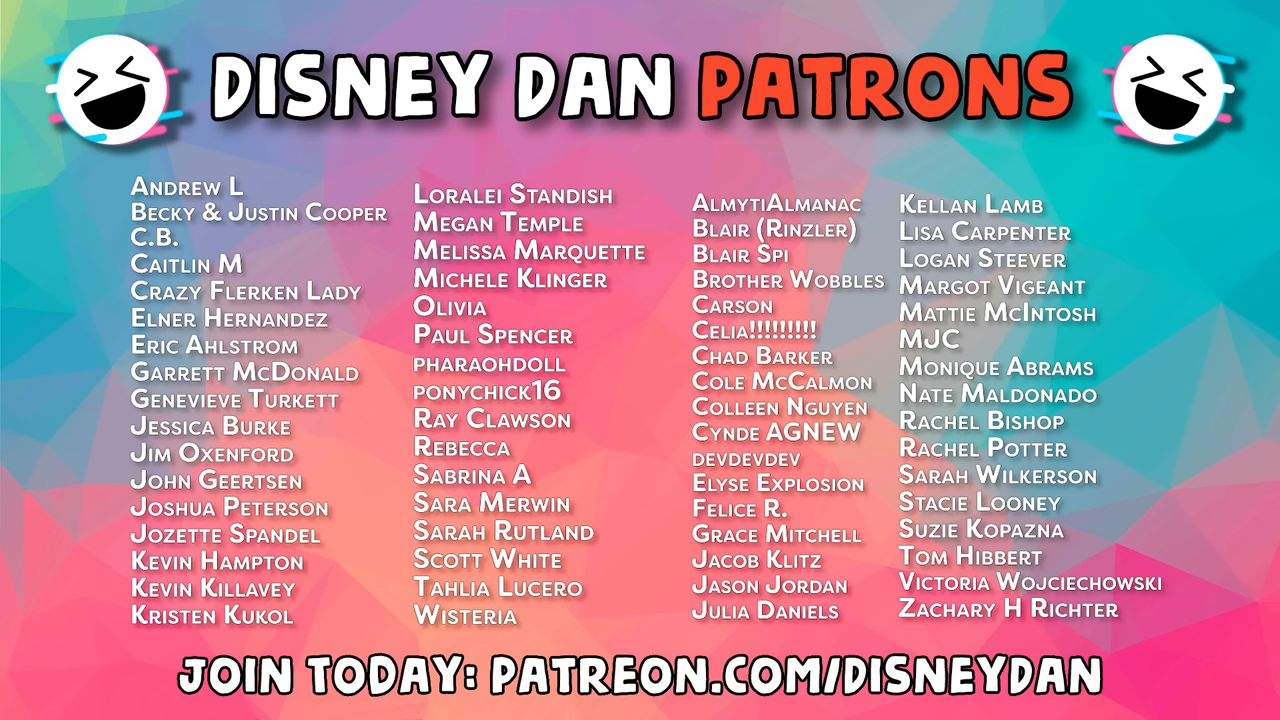 DISNEY DAN PATRONS
Andrew L
Becky & Justin Cooper
C.B.
Caitlin M
Crazy Flerken Lady
Elner Hernandez
Eric Ahlstrom
Garrett McDonald
Genevieve Turkett
Jessica Burke
Jim Oxenford
John Geertsen
Joshua Peterson
Jozette Spandel
Kevin Hampton
Kevin Killavey
Kristen Kukol
Loralei Standish
Megan Temple
Melissa Marquette
Michele Klinger
Olivia
Paul Spencer
pharaohdoll
ponychick16
Ray Clawson
Rebecca
Sabrina A
Sara Merwin
Sarah Rutland
Scott White
Tahlia Lucero
Wisteria
AlmytiAlmanac
Blair (Rinzler)
Blair Spi
Brother Wobbles
Carson
Celia!!!!!!!!!
Chad Barker
Cole McCalmon
Colleen Nguyen
Cynde AGNEW
devdevdev
Elyse Explosion
Felice R.
Grace Mitchell
Jacob Klitz
Jason Jordan
Julia Daniels
Kellan Lamb
Lisa Carpenter
Logan Steever
Margot Vigeant
Mattie McIntosh
MJC
Monique Abrams
Nate Maldonado
Rachel Bishop
Rachel Potter
Sarah Wilkerson
Stacie Looney
Suzie Kopazna
Tom Hibbert
Victoria Wojciechowski
Zachary H Richter
JOIN TODAY: PATREON.COM/DISNEYDAN